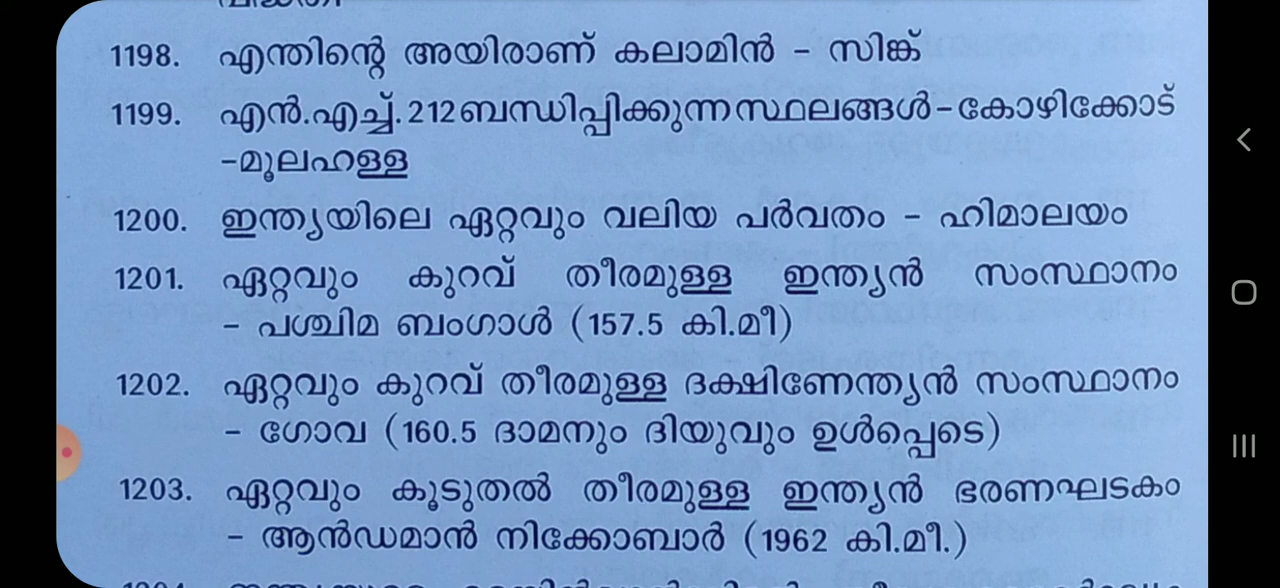 1198. എന്തിന്റെ അയിരാണ് കലാമിൻ – സിങ്ക്
1199. എൻ.എച്ച്. 212 ബന്ധിപ്പിക്കുന്ന സ്ഥലങ്ങൾ – കോഴിക്കോട്
–മൂലഹള്ള
1200. ഇന്ത്യയിലെ ഏറ്റവും വലിയ പർവതം – ഹിമാലയം
1201. ഏറ്റവും കുറവ് തീരമുള്ള ഇന്ത്യൻ സംസ്ഥാനം
– പശ്ചിമ ബംഗാൾ (157.5 കി.മീ)
1202. ഏറ്റവും കുറവ് തീരമുള്ള ദക്ഷിണേന്ത്യൻ സംസ്ഥാനം
– ഗോവ (160.5 ദാമനും ദിയുവും ഉൾപ്പെടെ)
1203. ഏറ്റവും കൂടുതൽ തീരമുള്ള ഇന്ത്യൻ ഭരണഘടകം
– ആൻഡമാൻ നിക്കോബാർ (1962 കി.മീ.)